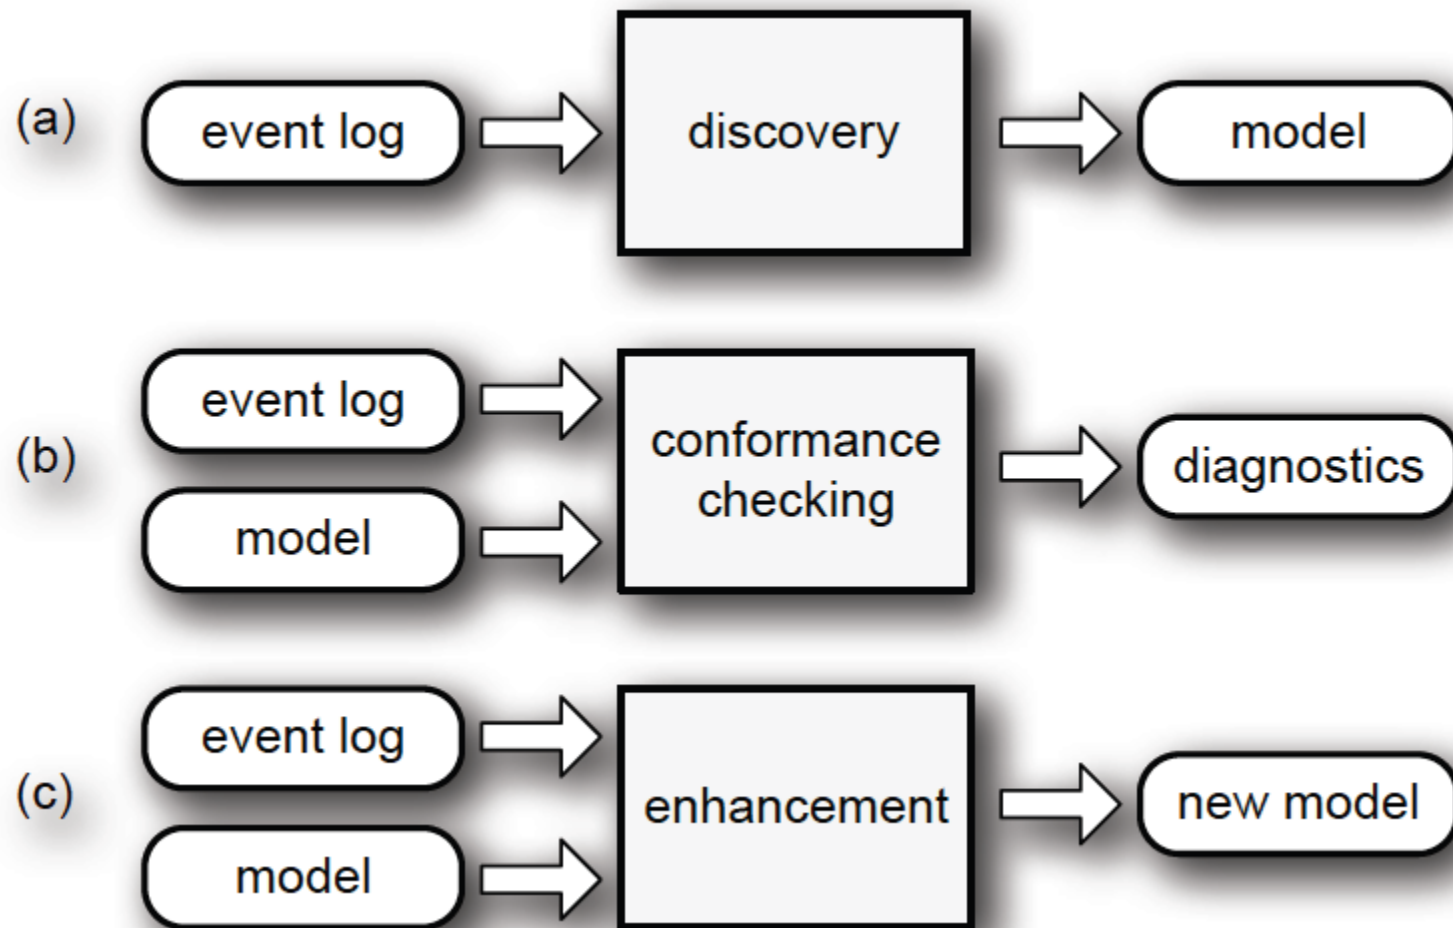 (a)
event log
discovery
model
(b)
event log
model
conformance
checking
diagnostics
(c)
event log
model
enhancement
new model